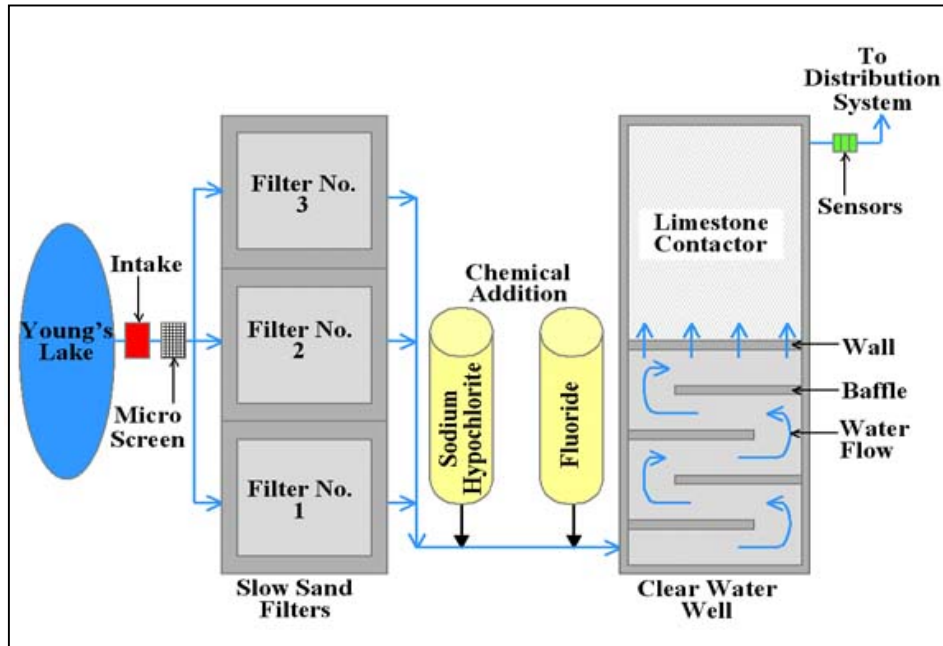 To
Distribution
System
Sensors
Filter No.
3
Limestone
Contactor
Intake
Chemical
Addition
Young's
Lake
Filter No.
2
Wall
Baffle
Micro
Screen
Sodium
Hypochlorite
Fluoride
Water
Flow
Filter No.
1
Slow Sand
Filters
Clear Water
Well